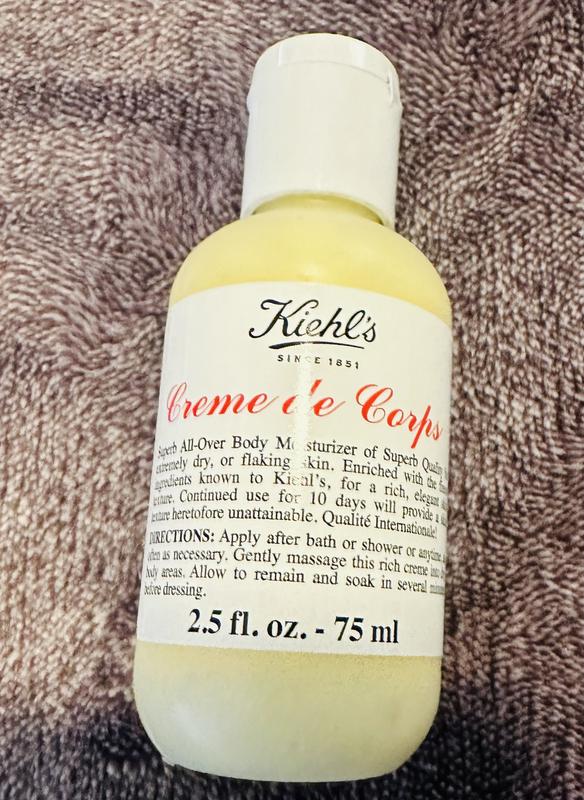 Kiehl's
SINCE 1851
Creme de Corps
Superb All-Over Body Moisturizer of Superb Quality
extremely dry, or flaking skin. Enriched with the
ingredients known to Kiehl's, for a rich, elegant
texture. Continued use for 10 days will provide a
texture heretofore unattainable. Qualité Internationale!
DIRECTIONS: Apply after bath or shower or anytime
often as necessary. Gently massage this rich creme into
body areas. Allow to remain and soak in several
before dressing.
2.5 fl. oz. - 75 ml